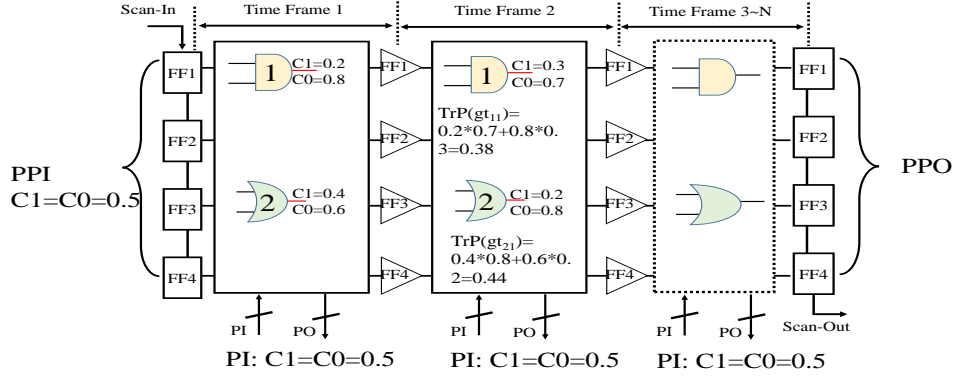 Scan-In
Time Frame 1
Time Frame 2
Time Frame 3~N
FF1
FF2
FF3
FF4
PPI
C1=C0=0.5
1
C1=0.2
C0=0.8
2
C1=0.4
C0=0.6
FF1
FF2
FF3
FF4
1
C1=0.3
C0=0.7
TrP(gt11)=
0.2*0.7+0.8*0.
3=0.38
2
C1=0.2
C0=0.8
TrP(gt21)=
0.4*0.8+0.6*0.
2=0.44
FF1
FF2
FF3
FF4
FF1
FF2
FF3
FF4
PPO
Scan-Out
PI
PO
PI
PO
PI
PO
PI: C1=C0=0.5
PI: C1=C0=0.5
PI: C1=C0=0.5